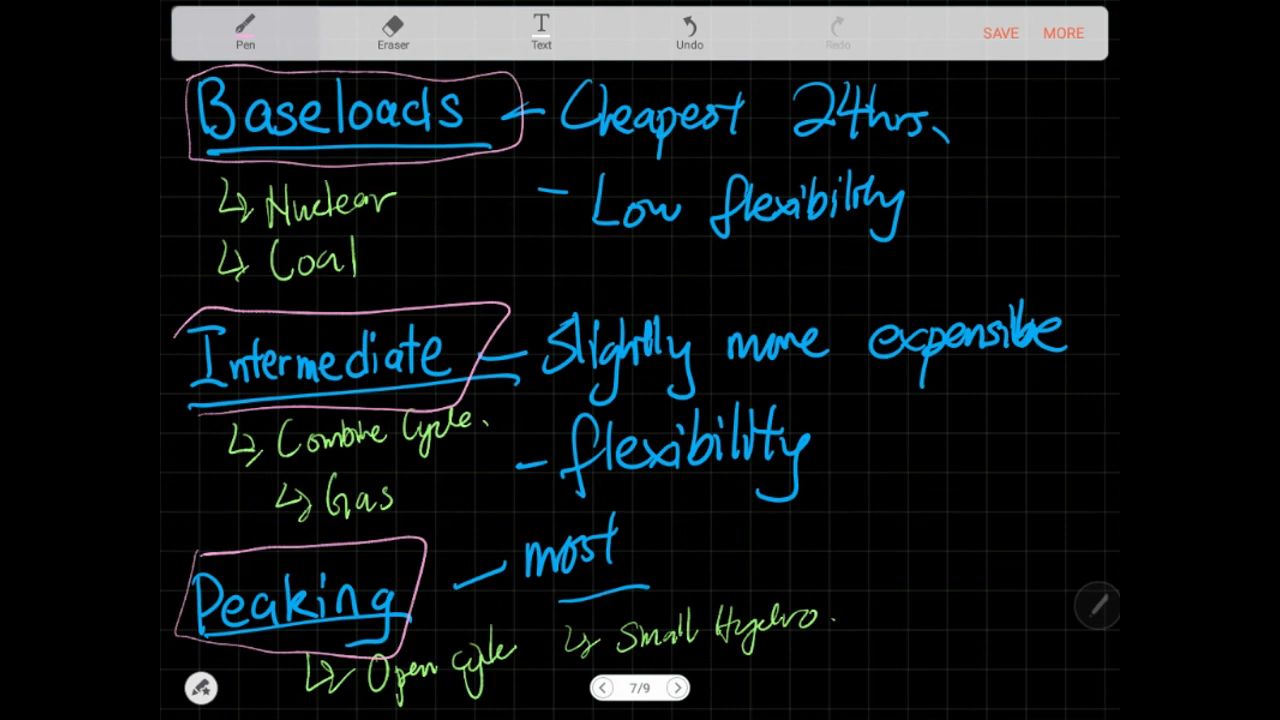 Pen Eraser Text Undo Redo SAVE MORE
Baseloads - Cheapest 24hrs.
↳ Nuclear - Low flexibility
↳ Coal
Intermediate - Slightly more expensible
↳ Combine Cycle. - flexibility
↳ Gas
Peaking - most
↳ Open cycle ↳ Small Hydro.
7/9